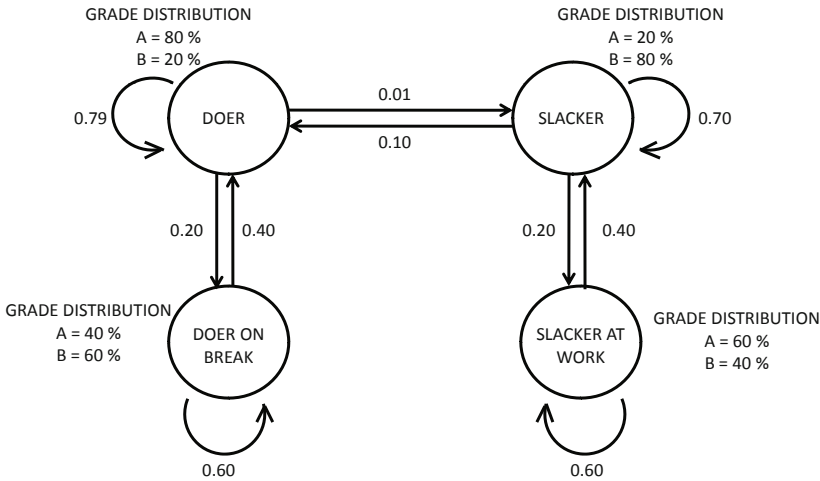 GRADE DISTRIBUTION
A = 80 %
B = 20 %
GRADE DISTRIBUTION
A = 20 %
B = 80 %
0.79
DOER
0.01
0.10
SLACKER
0.70
0.20
0.40
0.20
0.40
GRADE DISTRIBUTION
A = 40 %
B = 60 %
DOER ON
BREAK
SLACKER AT
WORK
GRADE DISTRIBUTION
A = 60 %
B = 40 %
0.60
0.60